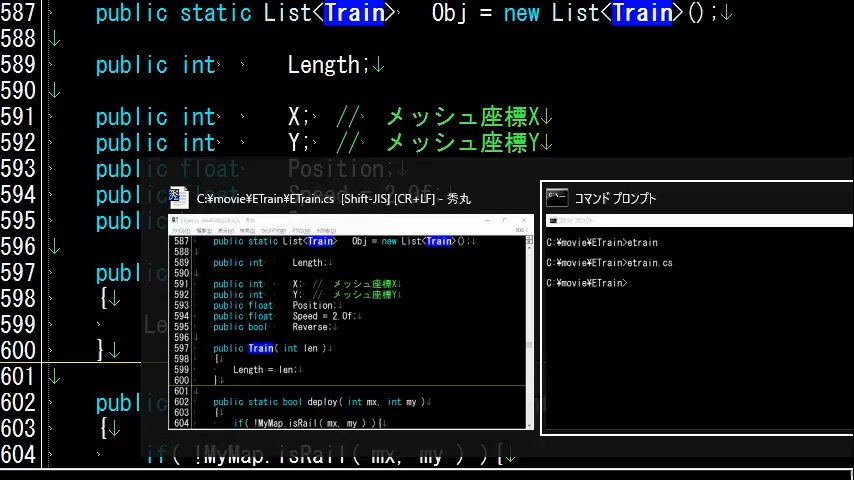 587 public static List<Train> Obj = new List<Train>();↓
588 ↓
589 public int Length;↓
590 ↓
591 public int X; // メッシュ座標X↓
592 public int Y; // メッシュ座標Y↓
593 public float Position;↓
594 publ Speed = 2.0f;↓
595 publ
596 ↓
597 publ
598 {↓
599 Le
600 }↓
601 ↓
602 publ
603 {↓
604 if( !MyMap.isRail( mx, my ) ){↓
C:¥movie¥ETrain¥ETrain.cs [Shift-JIS] [CR+LF] - 秀丸
587 public static List<Train> Obj = new List<Train>();↓
588 ↓
589 public int Length;↓
590 ↓
591 public int X; // メッシュ座標X↓
592 public int Y; // メッシュ座標Y↓
593 public float Position;↓
594 public float Speed = 2.0f;↓
595 public bool Reverse;↓
596 ↓
597 public Train( int len )↓
598 {↓
599 Length = len;↓
600 }↓
601 ↓
602 public static bool deploy( int mx, int my )↓
603 {↓
604 if( !MyMap.isRail( mx, my ) ){↓
コマンド プロンプト
C:¥movie¥ETrain>etrain
C:¥movie¥ETrain>etrain.cs
C:¥movie¥ETrain>